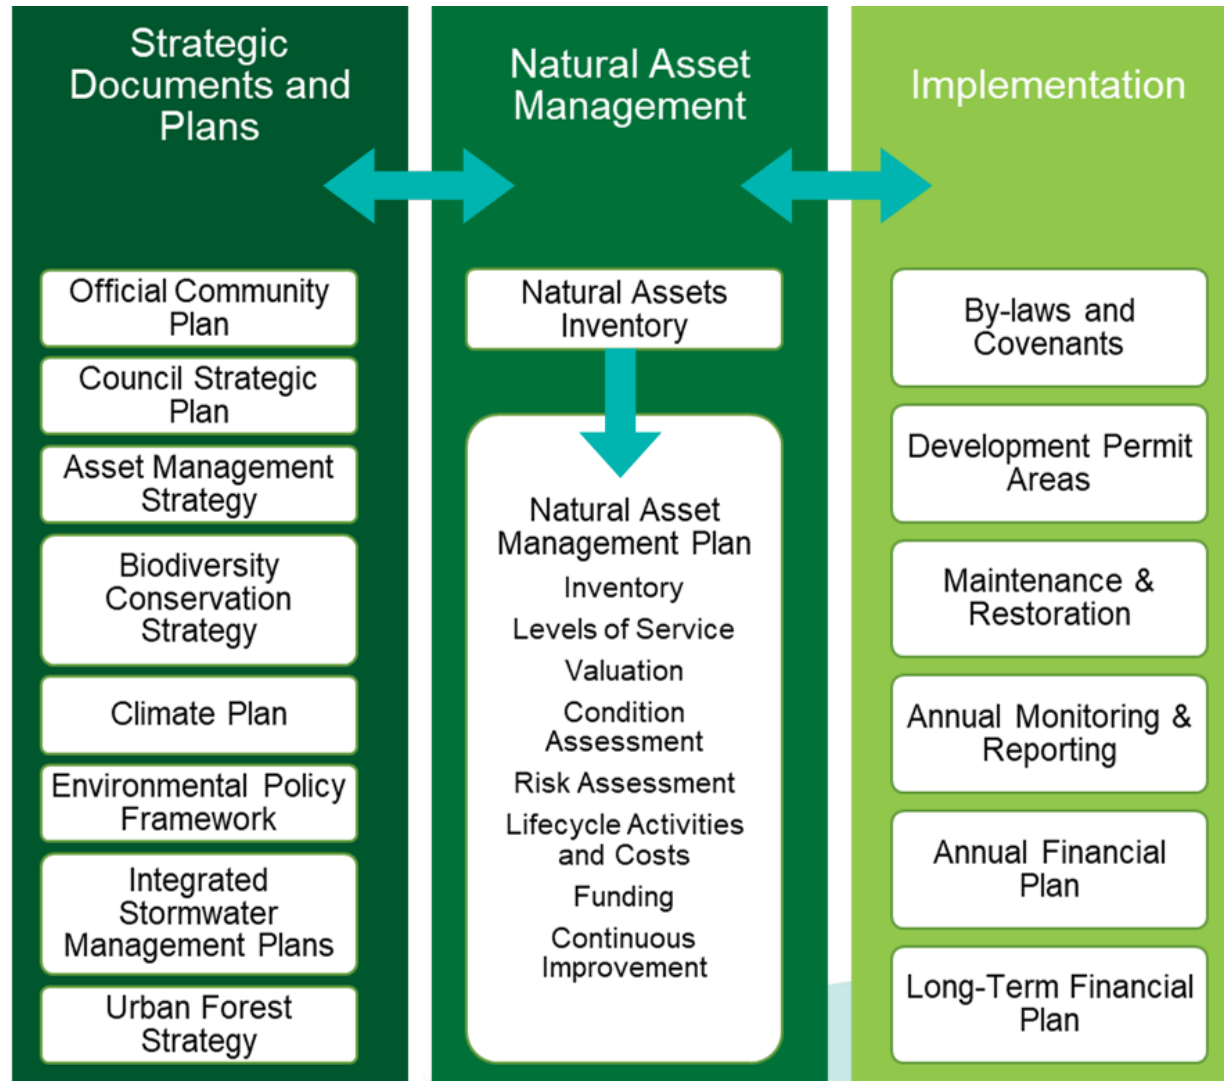 Strategic
Documents and
Plans
Official Community
Plan
Council Strategic
Plan
Asset Management
Strategy
Biodiversity
Conservation
Strategy
Climate Plan
Environmental Policy
Framework
Integrated
Stormwater
Management Plans
Urban Forest
Strategy
Natural Asset
Management
Natural Assets
Inventory
Natural Asset
Management Plan
Inventory
Levels of Service
Valuation
Condition
Assessment
Risk Assessment
Lifecycle Activities
and Costs
Funding
Continuous
Improvement
Implementation
By-laws and
Covenants
Development Permit
Areas
Maintenance &
Restoration
Annual Monitoring &
Reporting
Annual Financial
Plan
Long-Term Financial
Plan